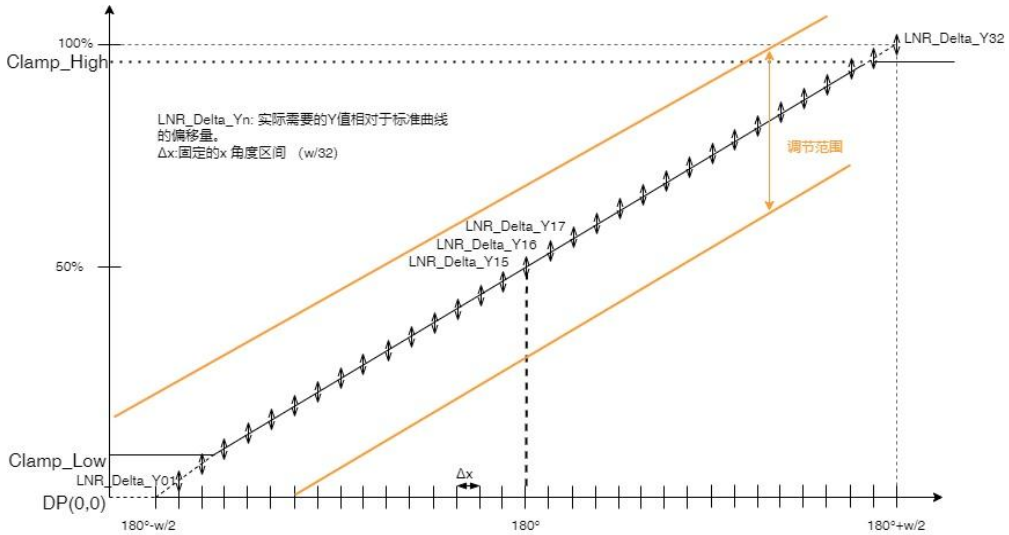 100%
LNR_Delta_Y32
Clamp_High
LNR_Delta_Yn: 实际需要的Y值相对于标准曲线
的偏移量。
Δx:固定的x 角度区间 （w/32)
调节范围
LNR_Delta_Y17
LNR_Delta_Y16
LNR_Delta_Y15
50%
Clamp_Low
LNR_Delta_Y01
Δx
DP(0,0)
180°-w/2
180°
180°+w/2